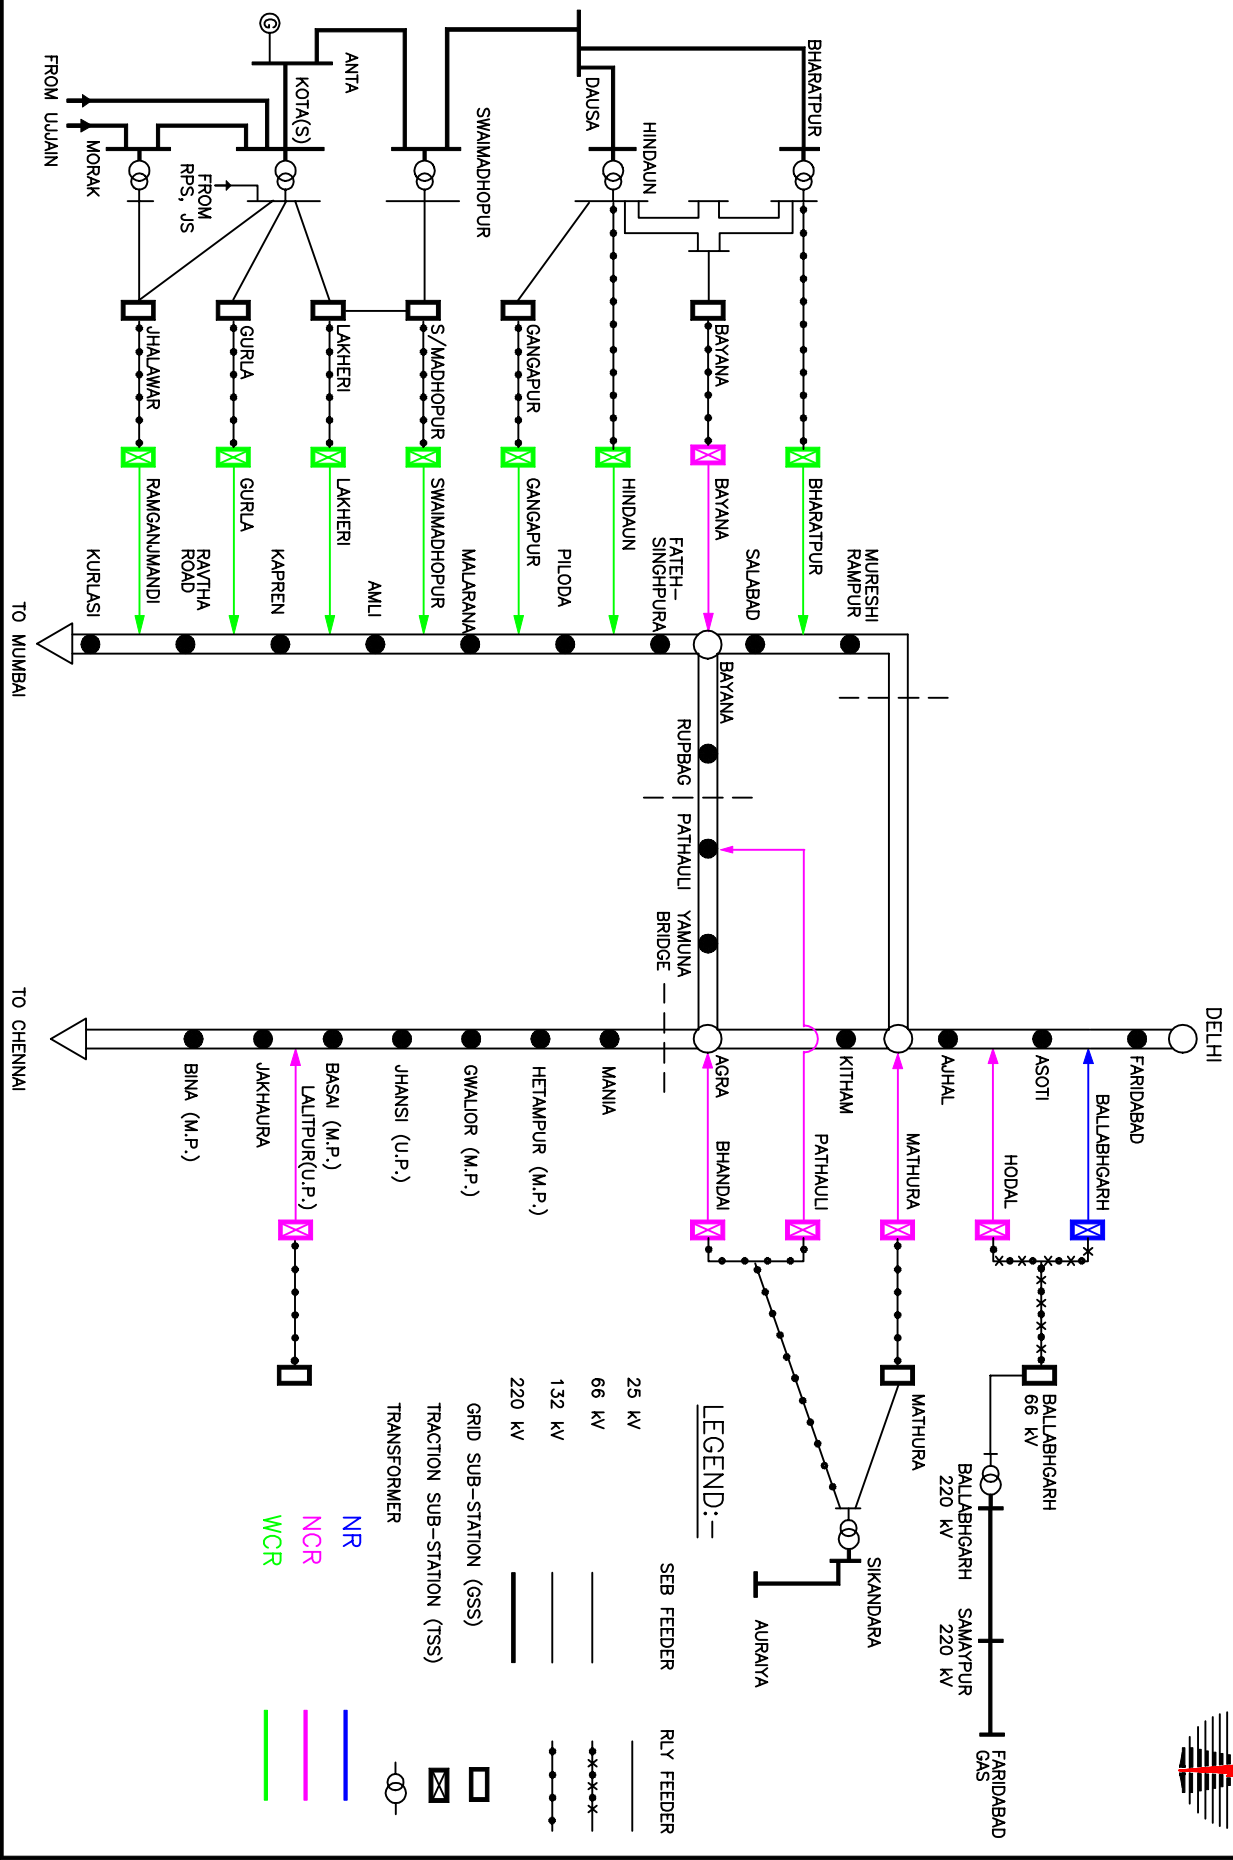 DELHI
FARIDABAD
BALLABHGARH
ASOTI
HODAL
AJHAL
MATHURA
KITHAM
PATHAULI
AGRA
BHANDAI
MANIA
HETAMPUR (M.P.)
GWALIOR (M.P.)
JHANSI (U.P.)
BASAI (M.P.)
LALITPUR(U.P.)
JAKHAURA
BINA (M.P.)
TO CHENNAI
BALLABHGARH
66 kV
BALLABHGARH
220 kV
SAMAYPUR
220 kV
FARIDABAD
GAS
MATHURA
SIKANDARA
AURAIYA
BHARATPUR
HINDAUN
DAUSA
SWAIMADHOPUR
ANTA
G
KOTA(S)
FROM
RPS, JS
MORAK
FROM UJJAIN
BAYANA
GANGAPUR
S/MADHOPUR
LAKHERI
GURLA
JHALAWAR
BHARATPUR
BAYANA
HINDAUN
GANGAPUR
SWAIMADHOPUR
LAKHERI
GURLA
RAMGANJMANDI
MURESHI
RAMPUR
SALABAD
FATEH-
SINGHPURA
PILODA
MALARANA
AMLI
KAPREN
RAVTHA
ROAD
KURLASI
TO MUMBAI
BAYANA
RUPBAG
PATHAULI
YAMUNA
BRIDGE
LEGEND:-
SEB FEEDER
RLY FEEDER
25 kV
66 kV
132 kV
220 kV
GRID SUB-STATION (GSS)
TRACTION SUB-STATION (TSS)
TRANSFORMER
NR
NCR
WCR